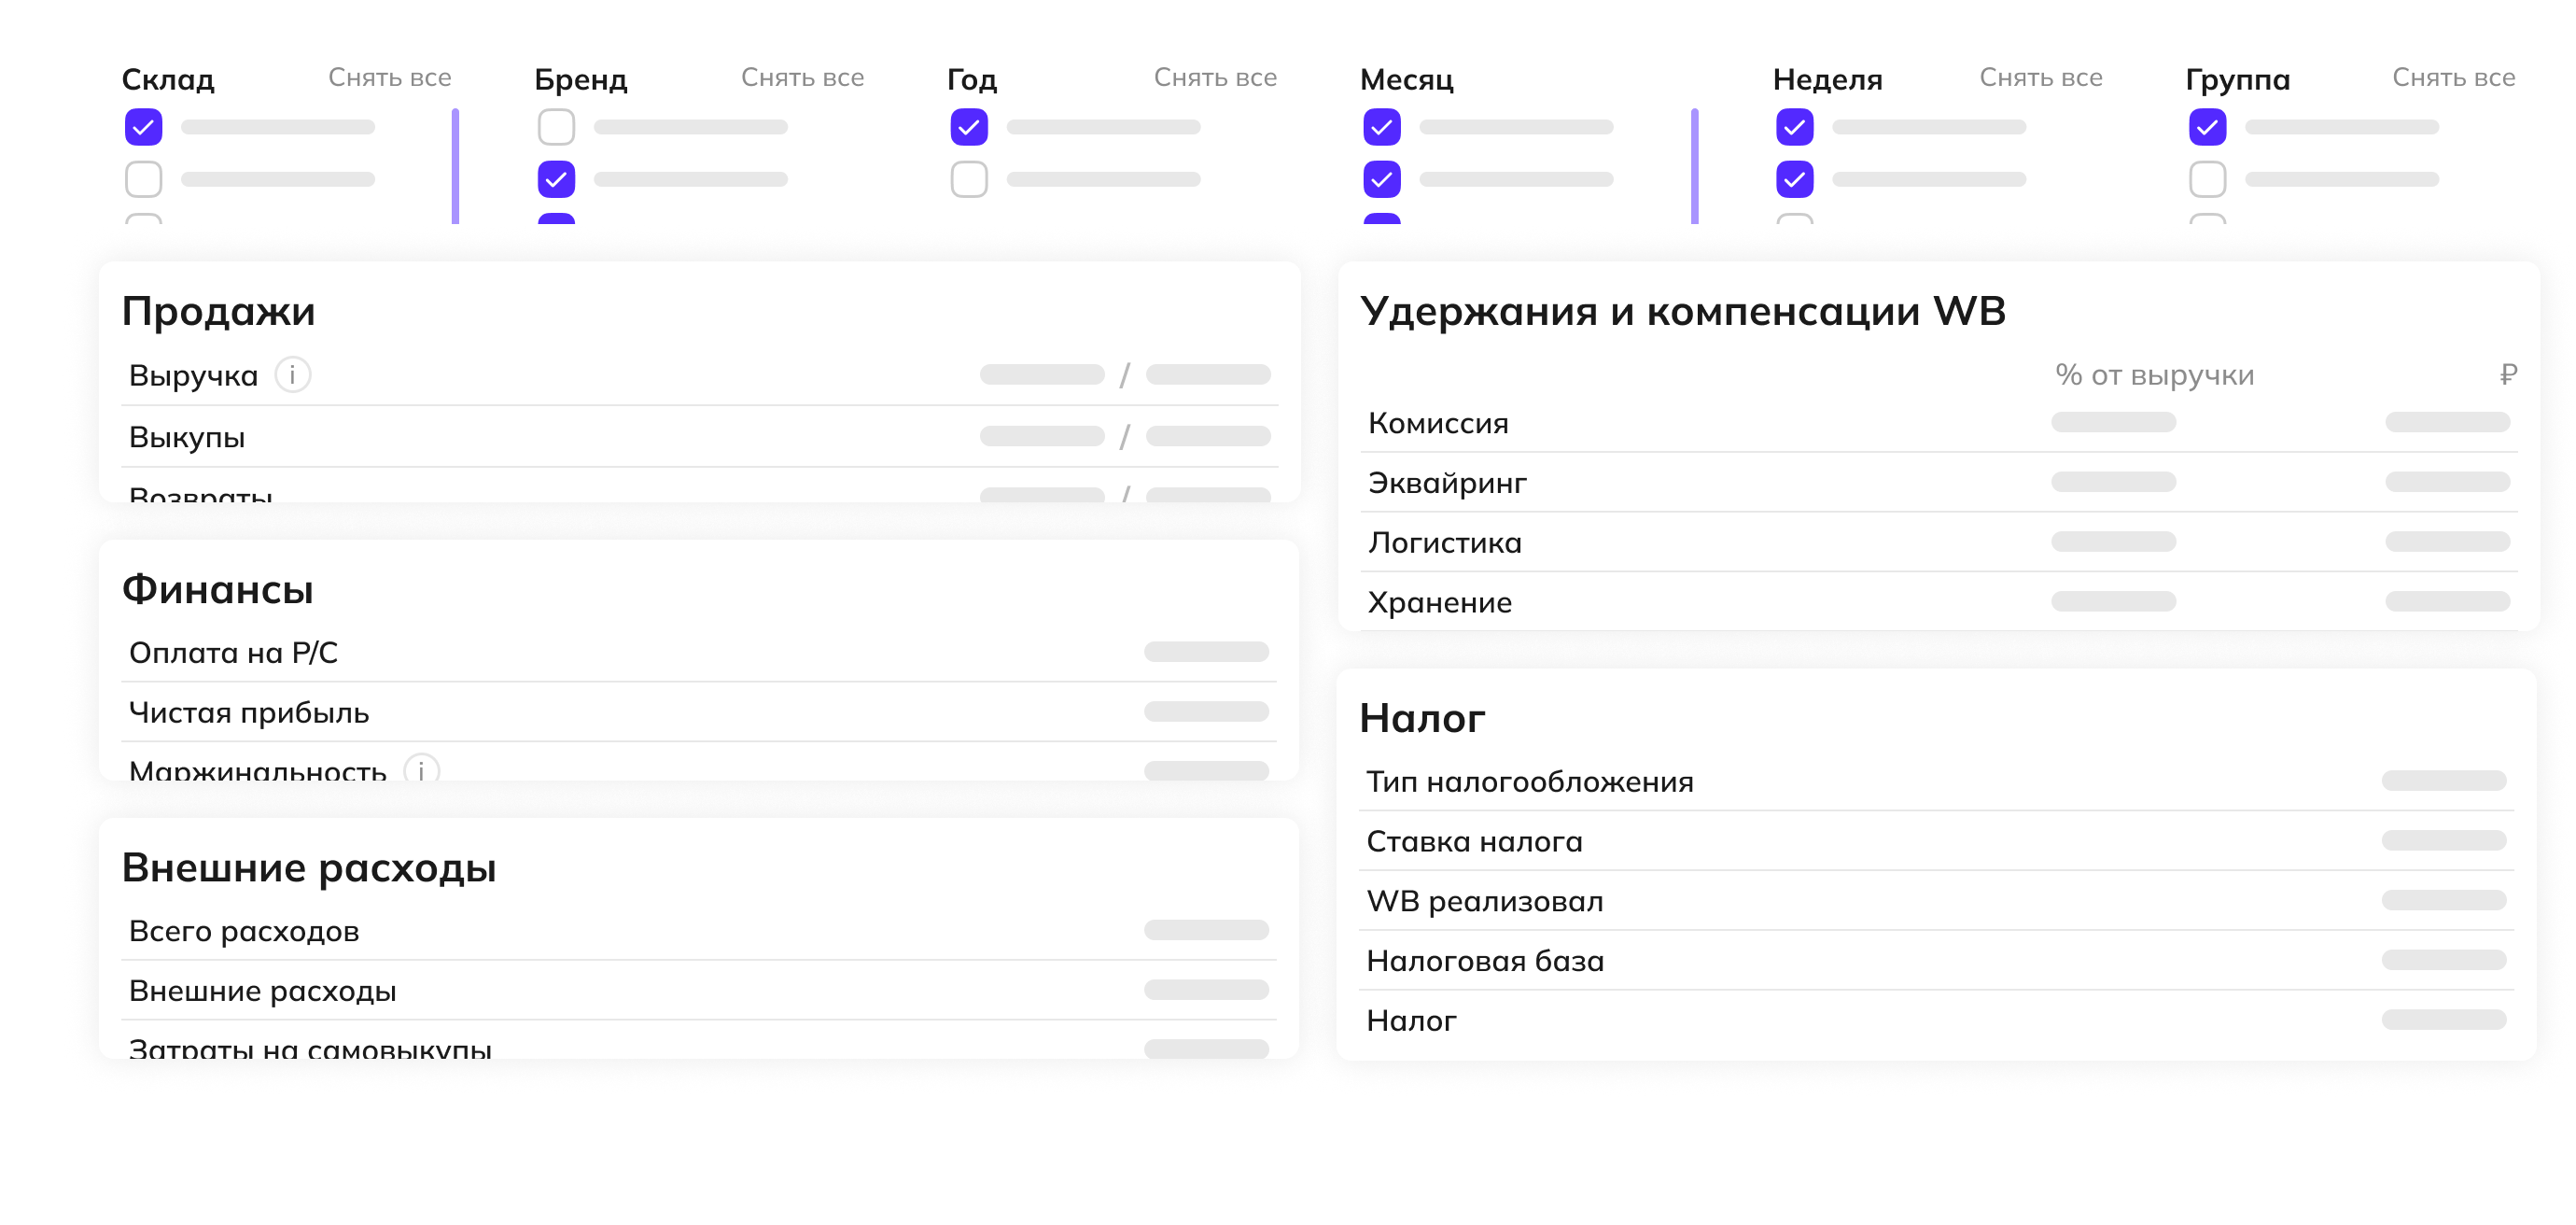 Склад Снять все Бренд Снять все Год Снять все Месяц Неделя Снять все Группа Снять все
Продажи
Выручка i /
Выкупы /
Возвраты /
Финансы
Оплата на Р/С
Чистая прибыль
Маржинальность i
Внешние расходы
Всего расходов
Внешние расходы
Затраты на самовыкупы
Удержания и компенсации WB
% от выручки ₽
Комиссия
Эквайринг
Логистика
Хранение
Налог
Тип налогообложения
Ставка налога
WB реализовал
Налоговая база
Налог